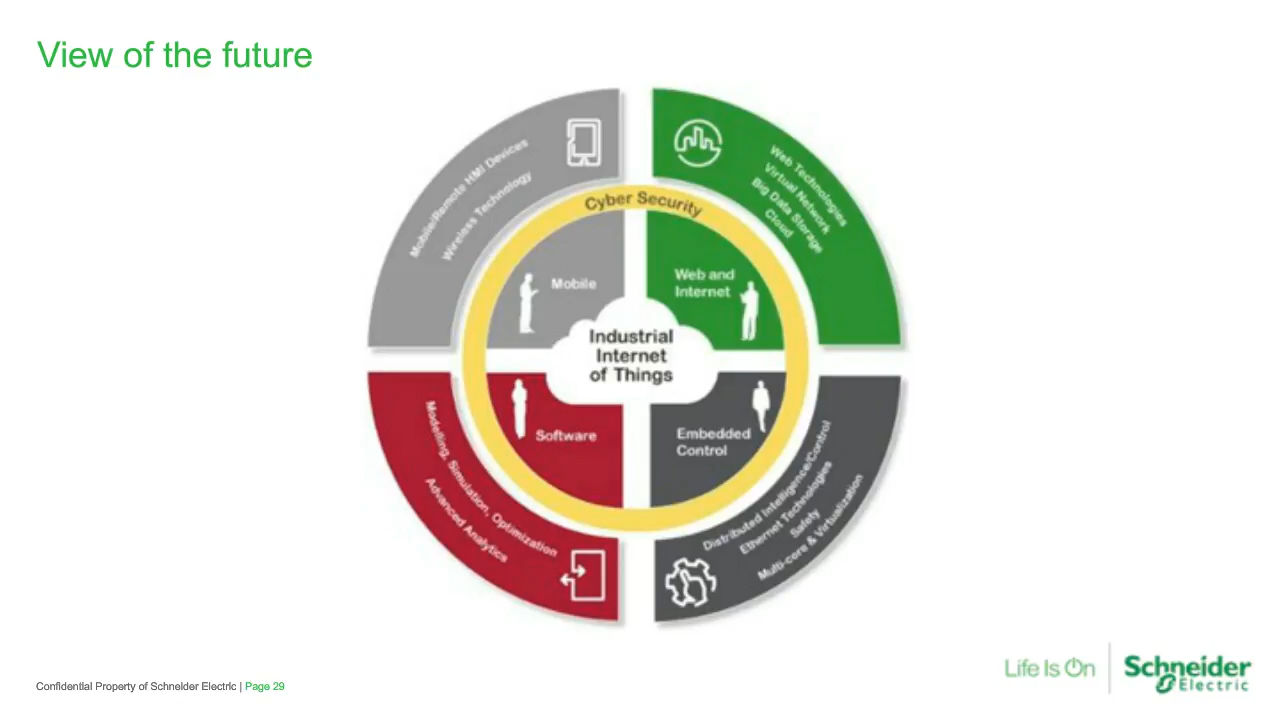 View of the future
Mobile/Remote HMI Devices
Wireless Technology
Web Technologies
Virtual Network
Big Data Storage
Cloud
Cyber Security
Mobile
Web and
Internet
Industrial
Internet
of Things
Software
Embedded
Control
Modelling, Simulation, Optimization
Advanced Analytics
Distributed Intelligence/Control
Ethernet Technologies
Safety
Multi-core & Virtualization
Life Is On
Schneider
Electric
Confidential Property of Schneider Electric | Page 29